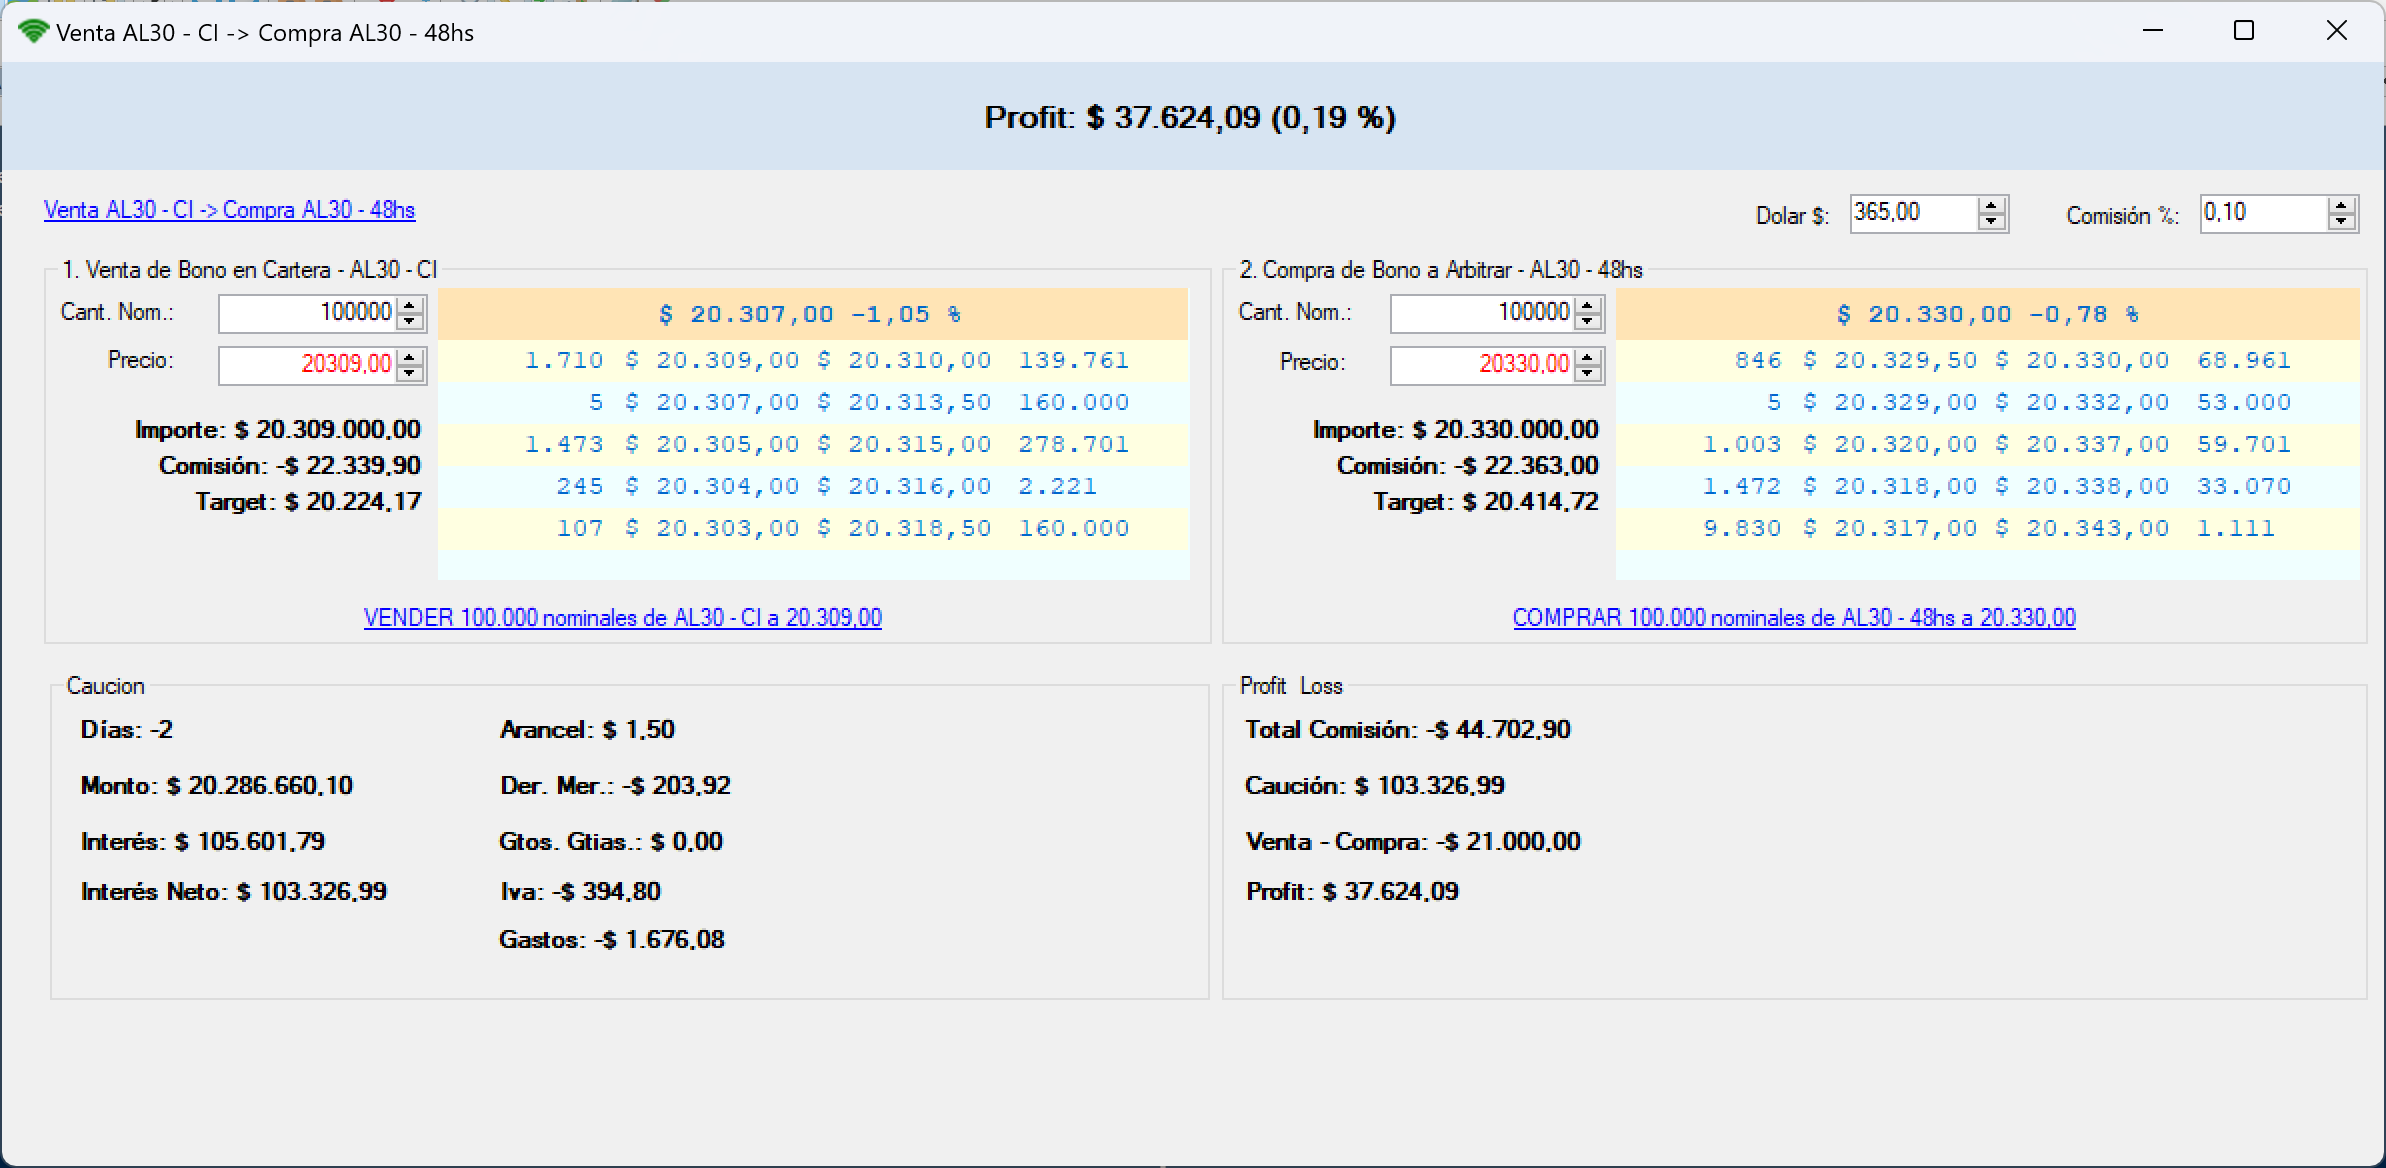 Venta AL30 - CI -> Compra AL30 - 48hs
Profit: $ 37.624,09 (0,19 %)
Venta AL30 - CI -> Compra AL30 - 48hs
Dolar $: 365,00 Comisión %: 0,10
1. Venta de Bono en Cartera - AL30 - CI
Cant. Nom.: 100000
Precio: 20309,00
Importe: $ 20.309.000,00
Comisión: -$ 22.339,90
Target: $ 20.224,17
$ 20.307,00 -1,05 %
1.710 $ 20.309,00 $ 20.310,00 139.761
5 $ 20.307,00 $ 20.313,50 160.000
1.473 $ 20.305,00 $ 20.315,00 278.701
245 $ 20.304,00 $ 20.316,00 2.221
107 $ 20.303,00 $ 20.318,50 160.000
VENDER 100.000 nominales de AL30 - CI a 20.309,00
2. Compra de Bono a Arbitrar - AL30 - 48hs
Cant. Nom.: 100000
Precio: 20330,00
Importe: $ 20.330.000,00
Comisión: -$ 22.363,00
Target: $ 20.414,72
$ 20.330,00 -0,78 %
846 $ 20.329,50 $ 20.330,00 68.961
5 $ 20.329,00 $ 20.332,00 53.000
1.003 $ 20.320,00 $ 20.337,00 59.701
1.472 $ 20.318,00 $ 20.338,00 33.070
9.830 $ 20.317,00 $ 20.343,00 1.111
COMPRAR 100.000 nominales de AL30 - 48hs a 20.330,00
Caucion
Días: -2
Monto: $ 20.286.660,10
Interés: $ 105.601,79
Interés Neto: $ 103.326,99
Arancel: $ 1,50
Der. Mer.: -$ 203,92
Gtos. Gtias.: $ 0,00
Iva: -$ 394,80
Gastos: -$ 1.676,08
Profit Loss
Total Comisión: -$ 44.702,90
Caución: $ 103.326,99
Venta - Compra: -$ 21.000,00
Profit: $ 37.624,09